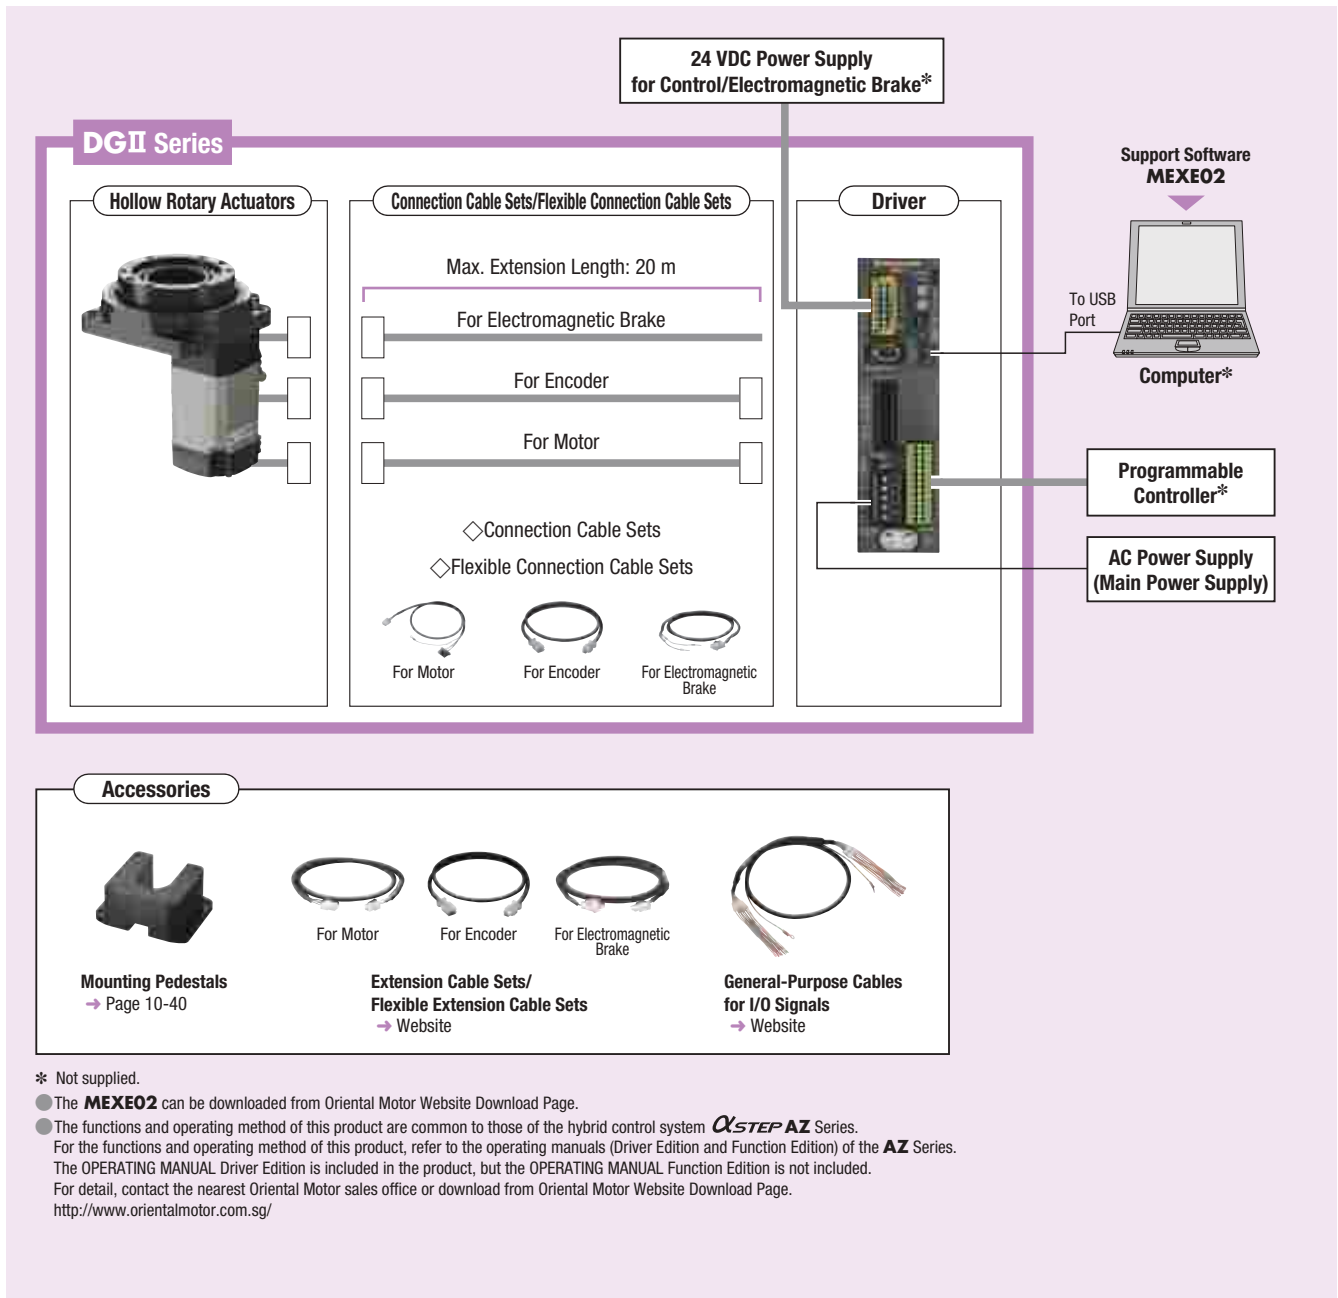 24 VDC Power Supply
for Control/Electromagnetic Brake*
DGII Series
Support Software
MEXE02
Hollow Rotary Actuators
Connection Cable Sets/Flexible Connection Cable Sets
Driver
Max. Extension Length: 20 m
For Electromagnetic Brake
For Encoder
For Motor
To USB
Port
Computer*
Programmable
Controller*
AC Power Supply
(Main Power Supply)
◇Connection Cable Sets
◇Flexible Connection Cable Sets
For Motor
For Encoder
For Electromagnetic
Brake
Accessories
For Motor
For Encoder
For Electromagnetic
Brake
Mounting Pedestals
→ Page 10-40
Extension Cable Sets/
Flexible Extension Cable Sets
→ Website
General-Purpose Cables
for I/O Signals
→ Website
* Not supplied.
●The MEXE02 can be downloaded from Oriental Motor Website Download Page.
●The functions and operating method of this product are common to those of the hybrid control system αSTEP AZ Series.
For the functions and operating method of this product, refer to the operating manuals (Driver Edition and Function Edition) of the AZ Series.
The OPERATING MANUAL Driver Edition is included in the product, but the OPERATING MANUAL Function Edition is not included.
For detail, contact the nearest Oriental Motor sales office or download from Oriental Motor Website Download Page.
http://www.orientalmotor.com.sg/